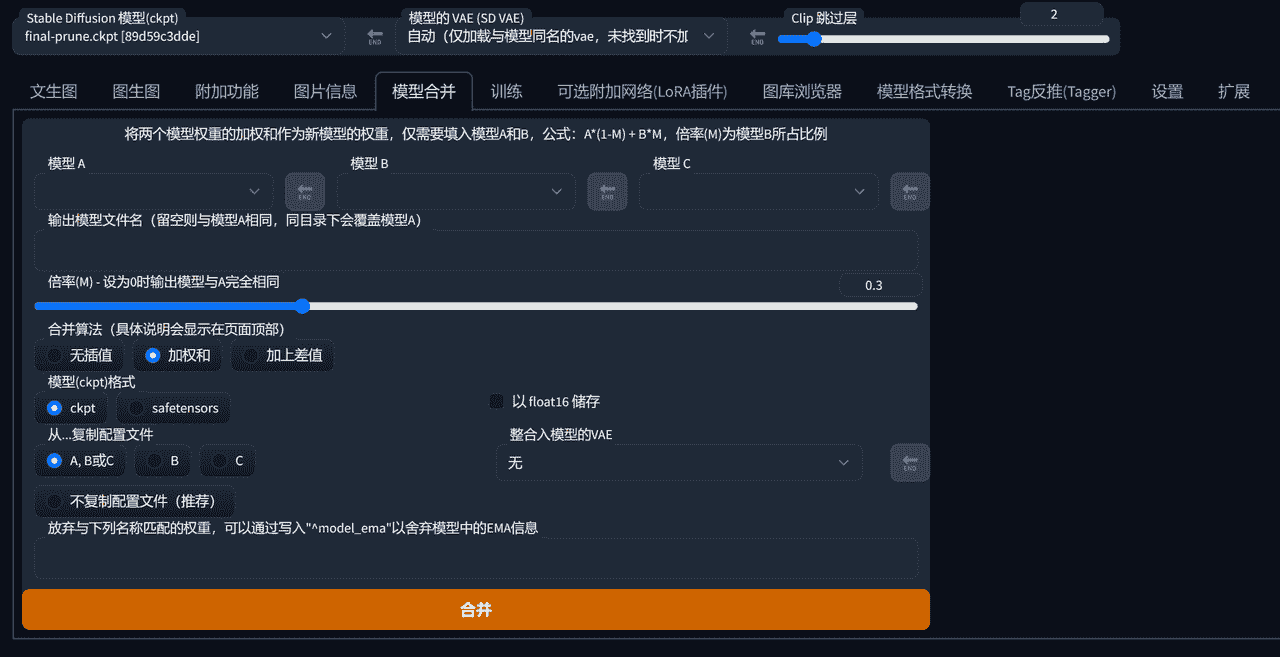 Stable Diffusion 模型(ckpt)
final-prune.ckpt [89d59c3dde]
END
模型的 VAE (SD VAE)
自动（仅加载与模型同名的vae，未找到时不加
END
Clip 跳过层
2
文生图 图生图 附加功能 图片信息 模型合并 训练 可选附加网络(LoRA插件) 图库浏览器 模型格式转换 Tag反推(Tagger) 设置 扩展
将两个模型权重的加权和作为新模型的权重，仅需要填入模型A和B，公式：A*(1-M) + B*M，倍率(M)为模型B所占比例
模型 A 模型 B 模型 C
END END END
输出模型文件名（留空则与模型A相同，同目录下会覆盖模型A）
倍率(M) - 设为0时输出模型与A完全相同
0.3
合并算法（具体说明会显示在页面顶部）
无插值 加权和 加上差值
模型(ckpt)格式
ckpt safetensors
以 float16 储存
从...复制配置文件
A, B或C B C
整合入模型的VAE
无
END
不复制配置文件（推荐）
放弃与下列名称匹配的权重，可以通过写入"^model_ema"以舍弃模型中的EMA信息
合并